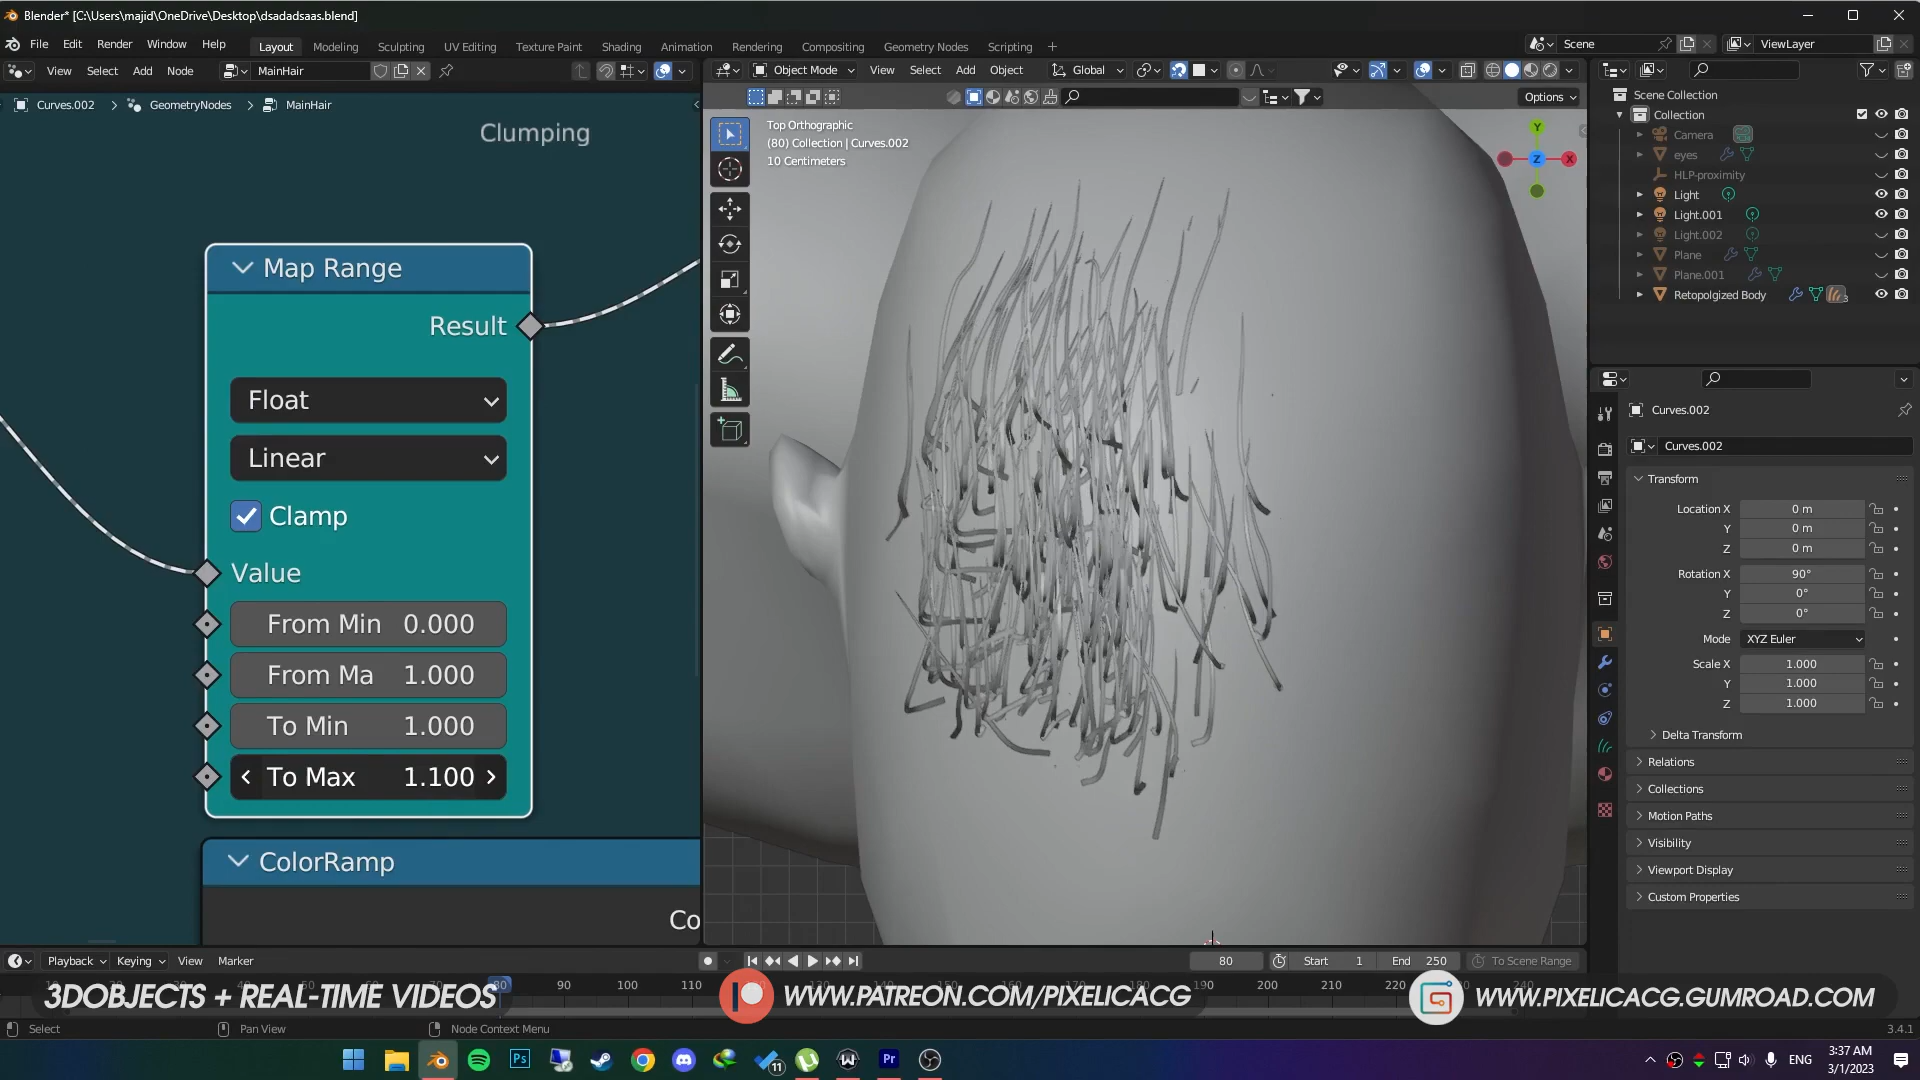 Blender* [C:\Users\majid\OneDrive\Desktop\dsadadsaas.blend]
File Edit Render Window Help Layout Modeling Sculpting UV Editing Texture Paint Shading Animation Rendering Compositing Geometry Nodes Scripting + Scene ViewLayer
View Select Add Node MainHair Object Mode View Select Add Object Global
Curves.002 > GeometryNodes > MainHair
Options
Scene Collection
Collection
Camera
eyes
HLP-proximity
Light
Light.001
Light.002
Plane
Plane.001
Retopolgized Body 3
Clumping
Map Range
Result
Float
Linear
Clamp
Value
From Min 0.000
From Ma 1.000
To Min 1.000
To Max 1.100
ColorRamp
Co
Top Orthographic
(80) Collection | Curves.002
10 Centimeters
Y
Z X
Curves.002
Curves.002
Transform
Location X 0 m
Y 0 m
Z 0 m
Rotation X 90°
Y 0°
Z 0°
Mode XYZ Euler
Scale X 1.000
Y 1.000
Z 1.000
Delta Transform
Relations
Collections
Motion Paths
Visibility
Viewport Display
Custom Properties
Playback Keying View Marker 80 Start 1 End 250 To Scene Range
80 90 100 110 190 200 210
3DOBJECTS + REAL-TIME VIDEOS
WWW.PATREON.COM/PIXELICACG
WWW.PIXELICACG.GUMROAD.COM
Select Pan View Node Context Menu 3.4.1
Ps 11 Pr ENG 3:37 AM
3/1/2023